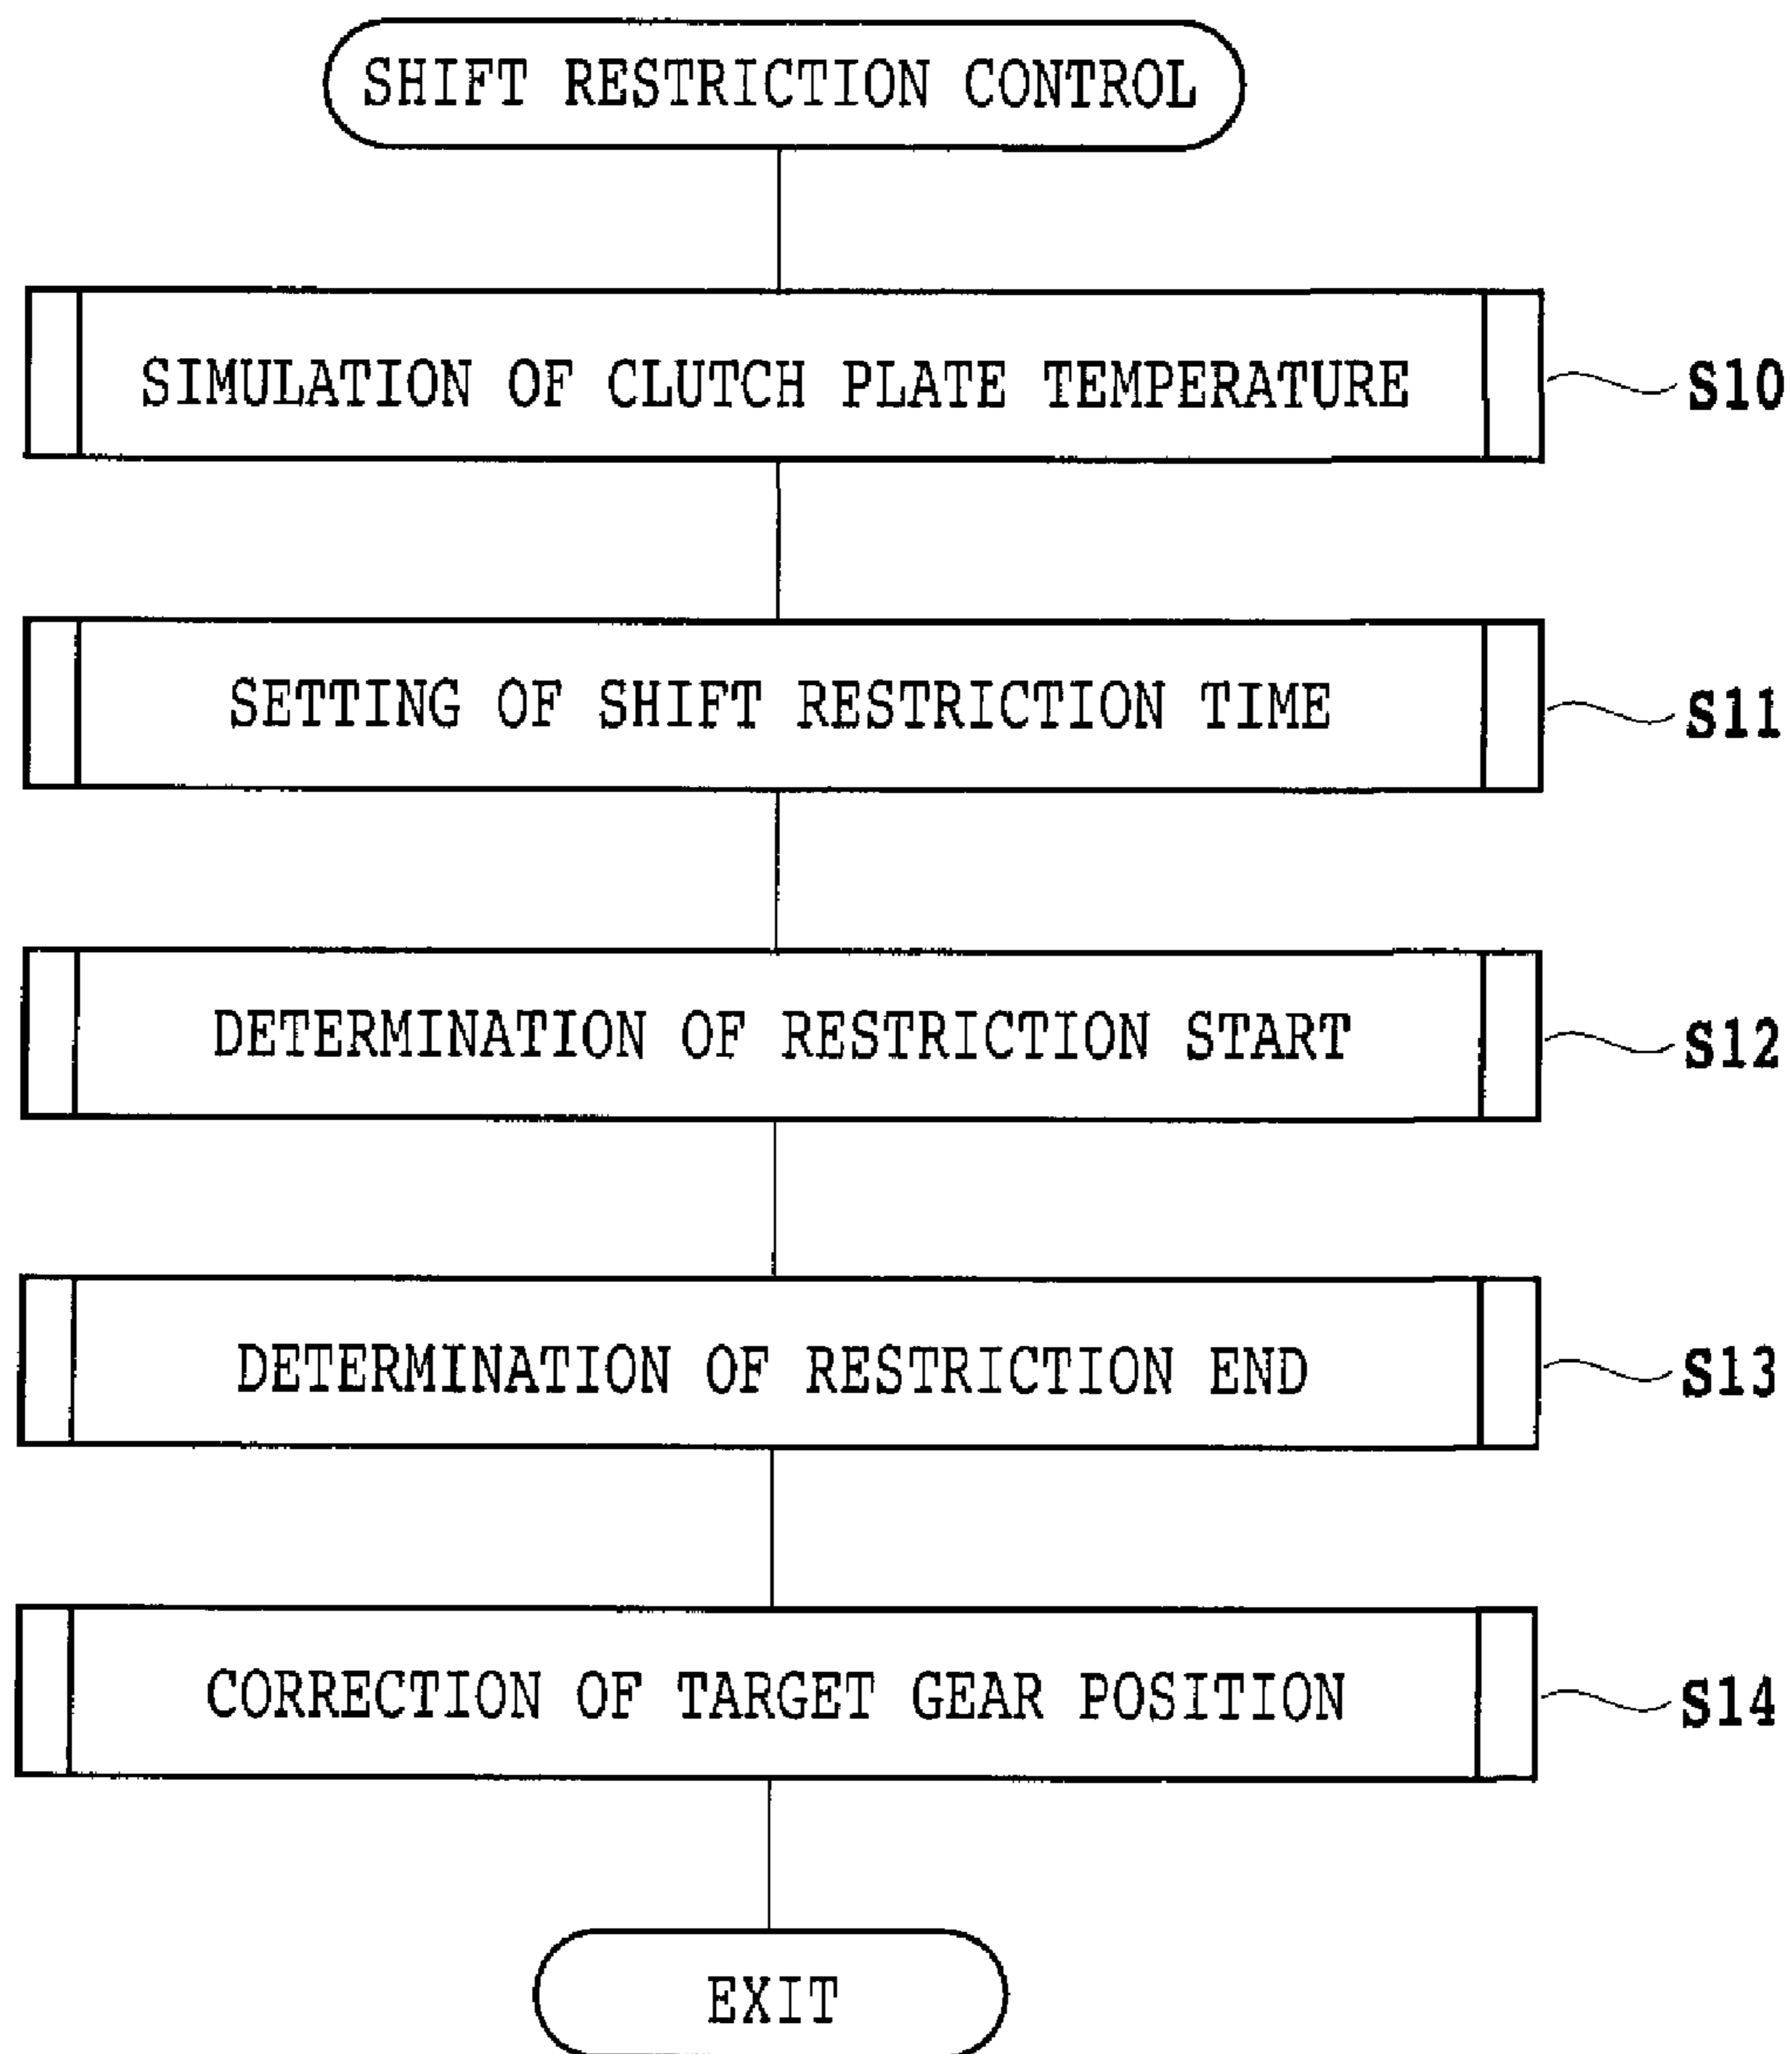 SHIFT RESTRICTION CONTROL
SIMULATION OF CLUTCH PLATE TEMPERATURE
S10
SETTING OF SHIFT RESTRICTION TIME
S11
DETERMINATION OF RESTRICTION START
S12
DETERMINATION OF RESTRICTION END
S13
CORRECTION OF TARGET GEAR POSITION
S14
EXIT